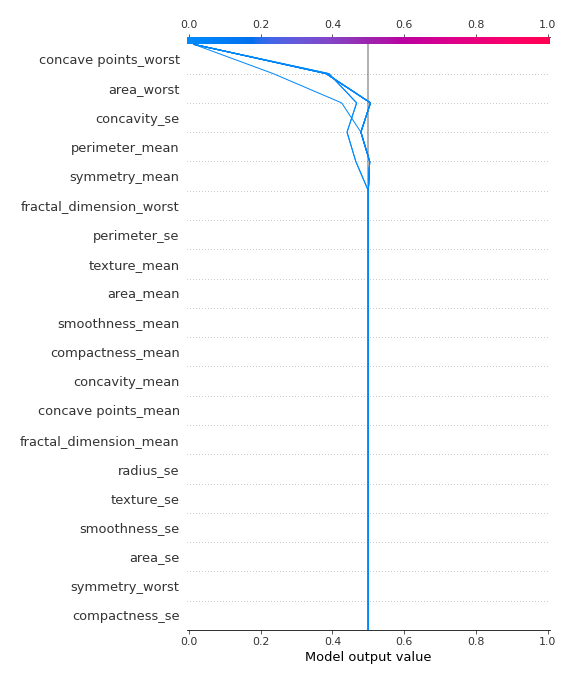 0.0 0.2 0.4 0.6 0.8 1.0
concave points_worst
area_worst
concavity_se
perimeter_mean
symmetry_mean
fractal_dimension_worst
perimeter_se
texture_mean
area_mean
smoothness_mean
compactness_mean
concavity_mean
concave points_mean
fractal_dimension_mean
radius_se
texture_se
smoothness_se
area_se
symmetry_worst
compactness_se
0.0 0.2 0.4 0.6 0.8 1.0
Model output value